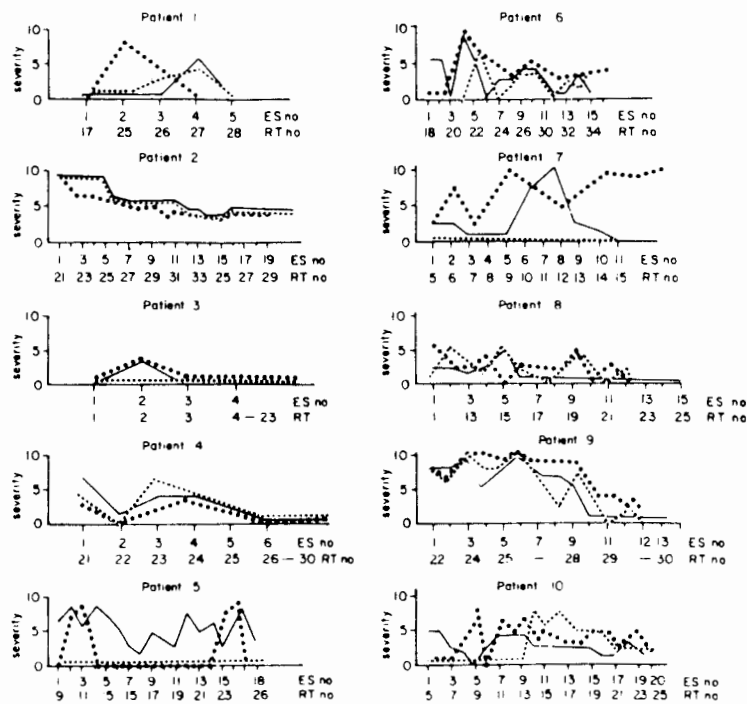 Patient 1
10
5
0
severity
1 2 3 4 5 ES no
17 25 26 27 28 RT no
Patient 2
10
5
0
severity
1 3 5 7 9 11 13 15 17 19 ES no
21 23 25 27 29 31 33 25 27 29 RT no
Patient 3
10
5
0
severity
1 2 3 4 ES no
1 2 3 4 – 23 RT
Patient 4
10
5
0
severity
1 2 3 4 5 6 ES no
21 22 23 24 25 26 – 30 RT no
Patient 5
10
5
0
severity
1 3 5 7 9 11 13 15 18 ES no
9 11 5 15 17 19 21 23 26 RT no
Patient 6
10
5
0
severity
1 3 5 7 9 11 13 15 ES no
18 20 22 24 26 30 32 34 RT no
Patient 7
10
5
0
severity
1 2 3 4 5 6 7 8 9 10 11 ES no
5 6 7 8 9 10 11 12 13 14 15 RT no
Patient 8
10
5
0
severity
1 3 5 7 9 11 13 15 ES no
1 13 15 17 19 21 23 25 RT no
Patient 9
10
5
0
severity
1 3 5 7 9 11 12 13 ES no
22 24 25 – 28 29 – 30 RT no
Patient 10
10
5
0
severity
1 3 5 7 9 11 13 15 17 19 20 ES no
5 7 9 11 13 15 17 19 21 23 25 RT no